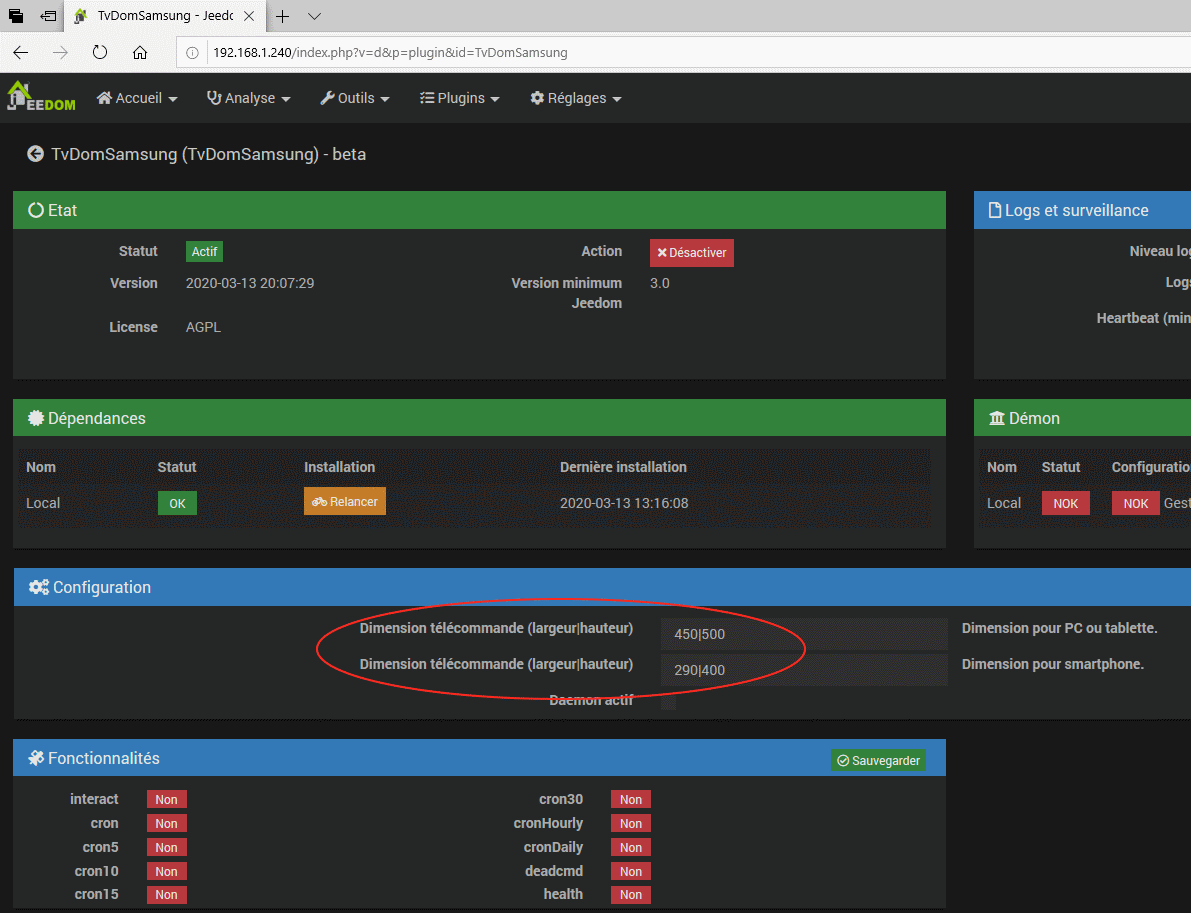 TvDomSamsung - Jeedc
192.168.1.240/index.php?v=d&p=plugin&id=TvDomSamsung
JEEDOM Accueil Analyse Outils Plugins Réglages
TvDomSamsung (TvDomSamsung) - beta
Etat
Statut Actif Action Désactiver
Version 2020-03-13 20:07:29 Version minimum Jeedom 3.0
License AGPL
Logs et surveillance
Niveau log
Logs
Heartbeat (min
Dépendances
Nom Statut Installation Dernière installation
Local OK Relancer 2020-03-13 13:16:08
Démon
Nom Statut Configuratio
Local NOK NOK Gest
Configuration
Dimension télécommande (largeur|hauteur) 450|500 Dimension pour PC ou tablette.
Dimension télécommande (largeur|hauteur) 290|400 Dimension pour smartphone.
Daemon actif
Fonctionnalités Sauvegarder
interact Non cron30 Non
cron Non cronHourly Non
cron5 Non cronDaily Non
cron10 Non deadcmd Non
cron15 Non health Non